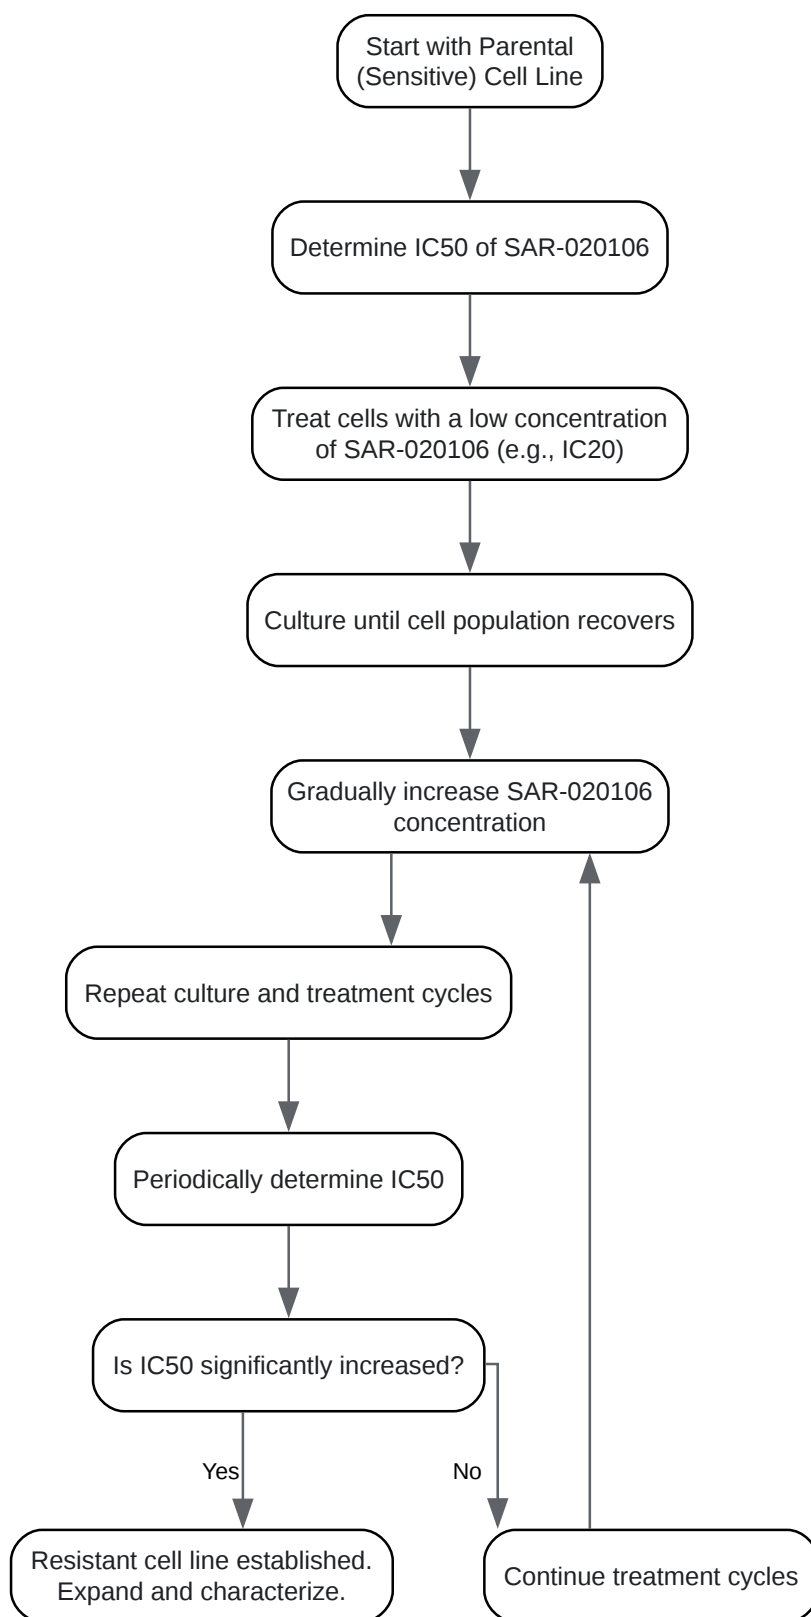 Start with Parental
(Sensitive) Cell Line
Determine IC50 of SAR-020106
Treat cells with a low concentration
of SAR-020106 (e.g., IC20)
Culture until cell population recovers
Gradually increase SAR-020106
concentration
Repeat culture and treatment cycles
Periodically determine IC50
Is IC50 significantly increased?
Yes
No
Resistant cell line established.
Expand and characterize.
Continue treatment cycles